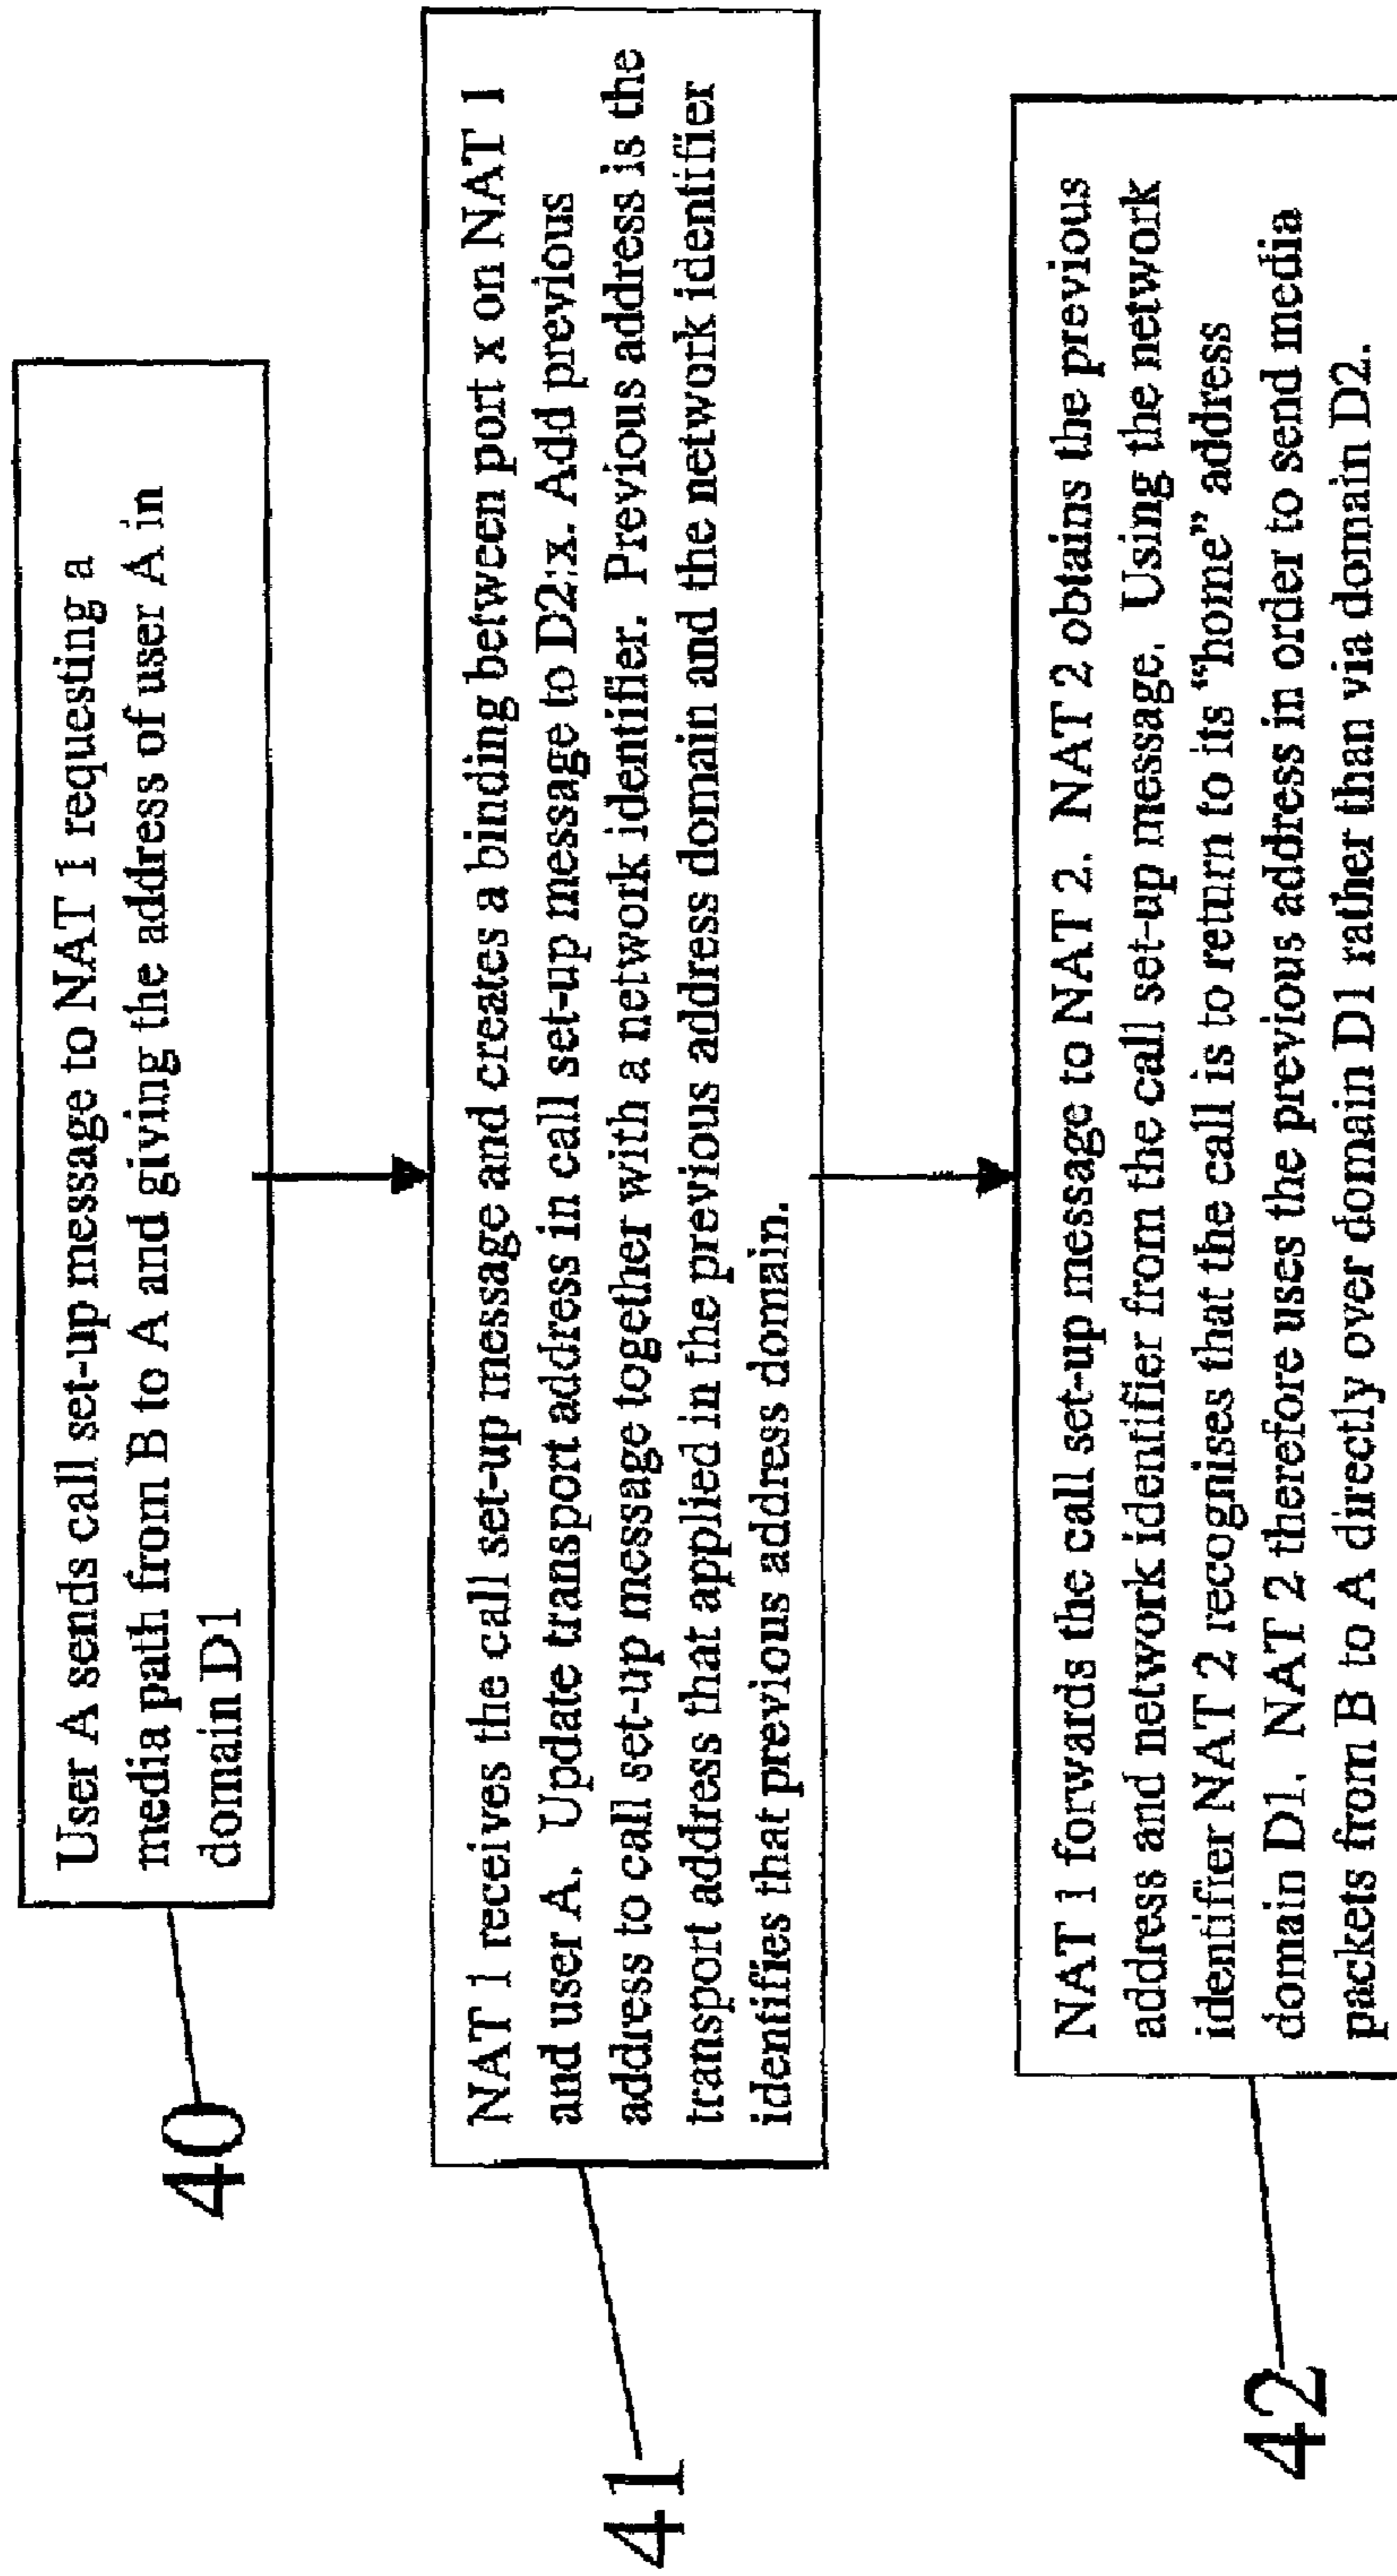 40
User A sends call set-up message to NAT 1 requesting a
media path from B to A and giving the address of user A in
domain D1
41
NAT 1 receives the call set-up message and creates a binding between port x on NAT 1
and user A. Update transport address in call set-up message to D2:x. Add previous
address to call set-up message together with a network identifier. Previous address is the
transport address that applied in the previous address domain and the network identifier
identifies that previous address domain.
42
NAT 1 forwards the call set-up message to NAT 2. NAT 2 obtains the previous
address and network identifier from the call set-up message. Using the network
identifier NAT 2 recognises that the call is to return to its "home" address
domain D1. NAT 2 therefore uses the previous address in order to send media
packets from B to A directly over domain D1 rather than via domain D2.